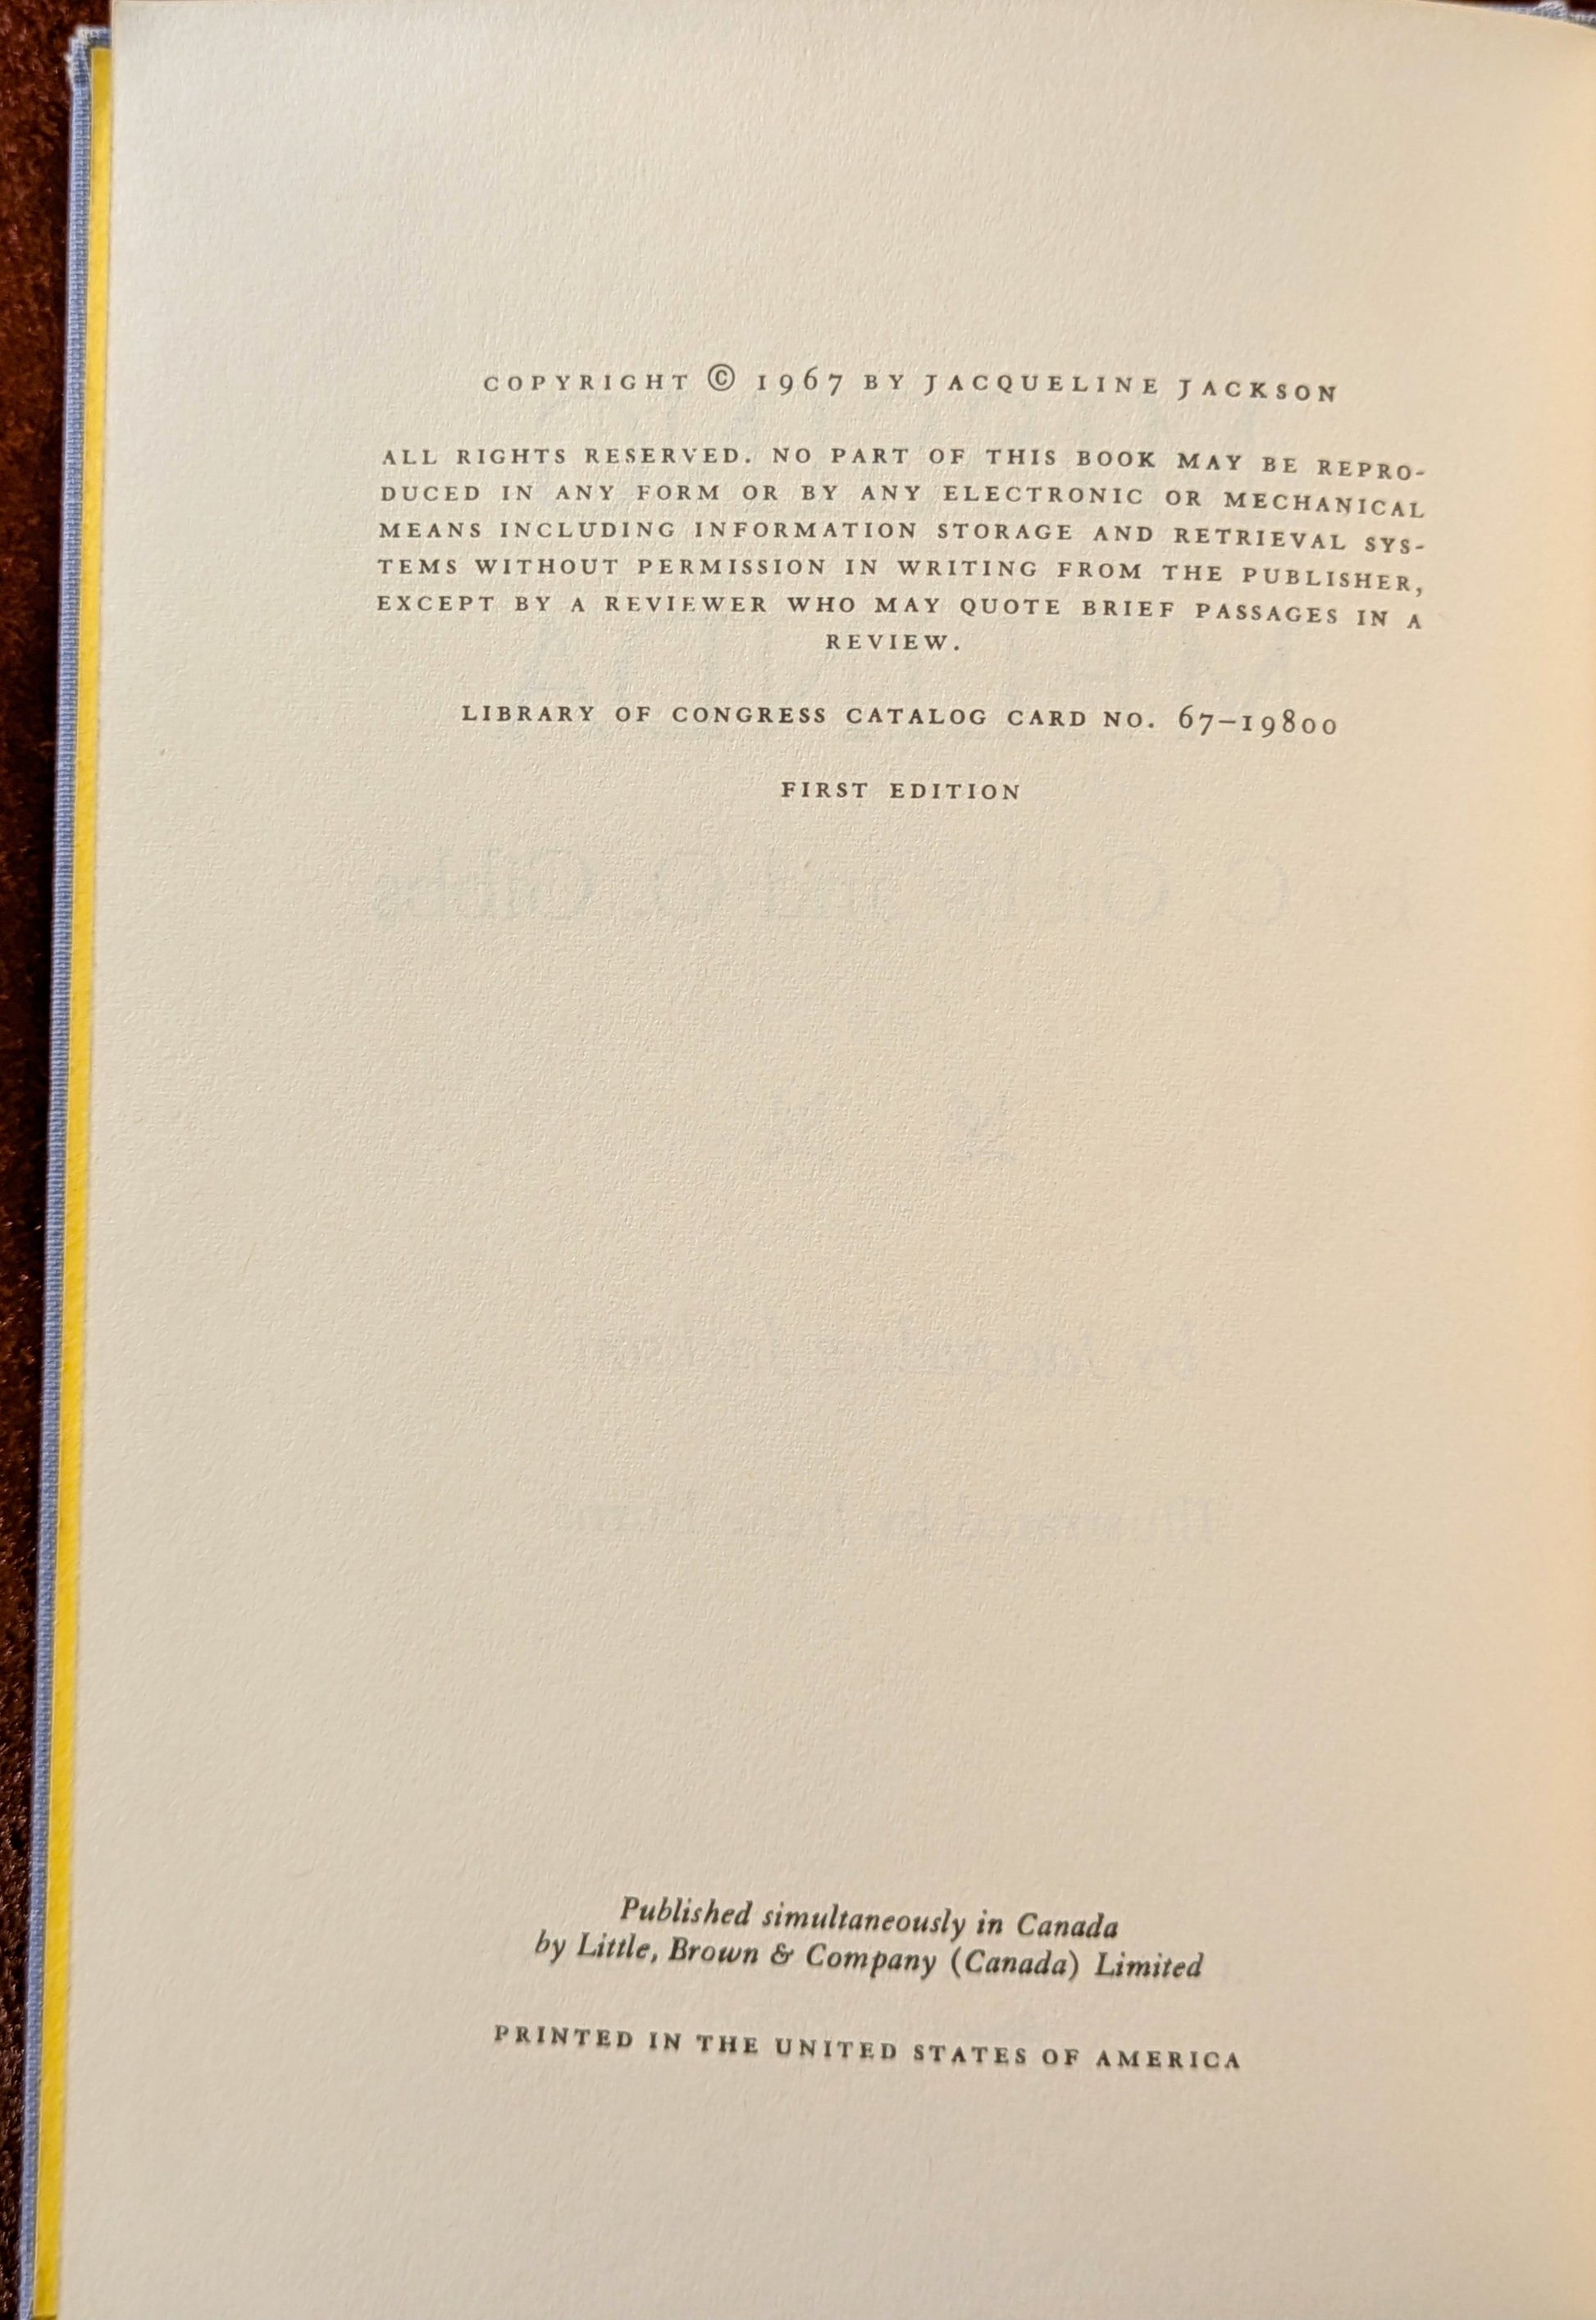 COPYRIGHT © 1967 BY JACQUELINE JACKSON
ALL RIGHTS RESERVED. NO PART OF THIS BOOK MAY BE REPRO-
DUCED IN ANY FORM OR BY ANY ELECTRONIC OR MECHANICAL
MEANS INCLUDING INFORMATION STORAGE AND RETRIEVAL SYS-
TEMS WITHOUT PERMISSION IN WRITING FROM THE PUBLISHER,
EXCEPT BY A REVIEWER WHO MAY QUOTE BRIEF PASSAGES IN A
REVIEW.
LIBRARY OF CONGRESS CATALOG CARD NO. 67–19800
FIRST EDITION
Published simultaneously in Canada
by Little, Brown & Company (Canada) Limited
PRINTED IN THE UNITED STATES OF AMERICA